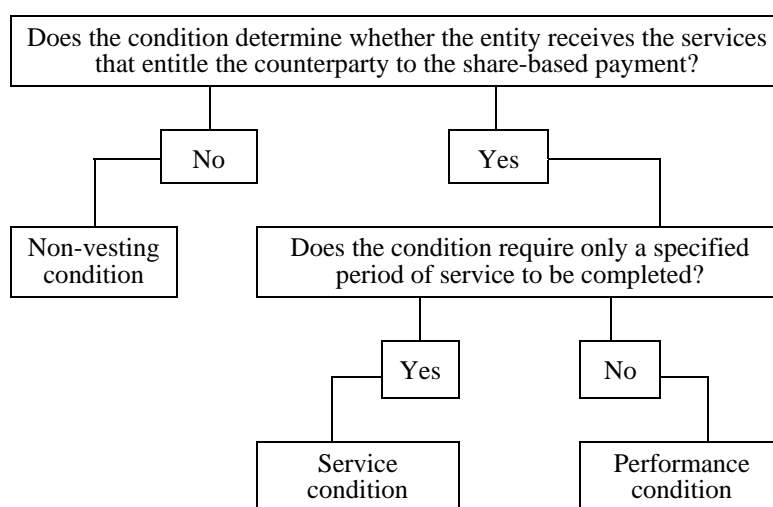 Does the condition determine whether the entity receives the services
that entitle the counterparty to the share-based payment?
No
Yes
Non-vesting
condition
Does the condition require only a specified
period of service to be completed?
Yes
No
Service
condition
Performance
condition